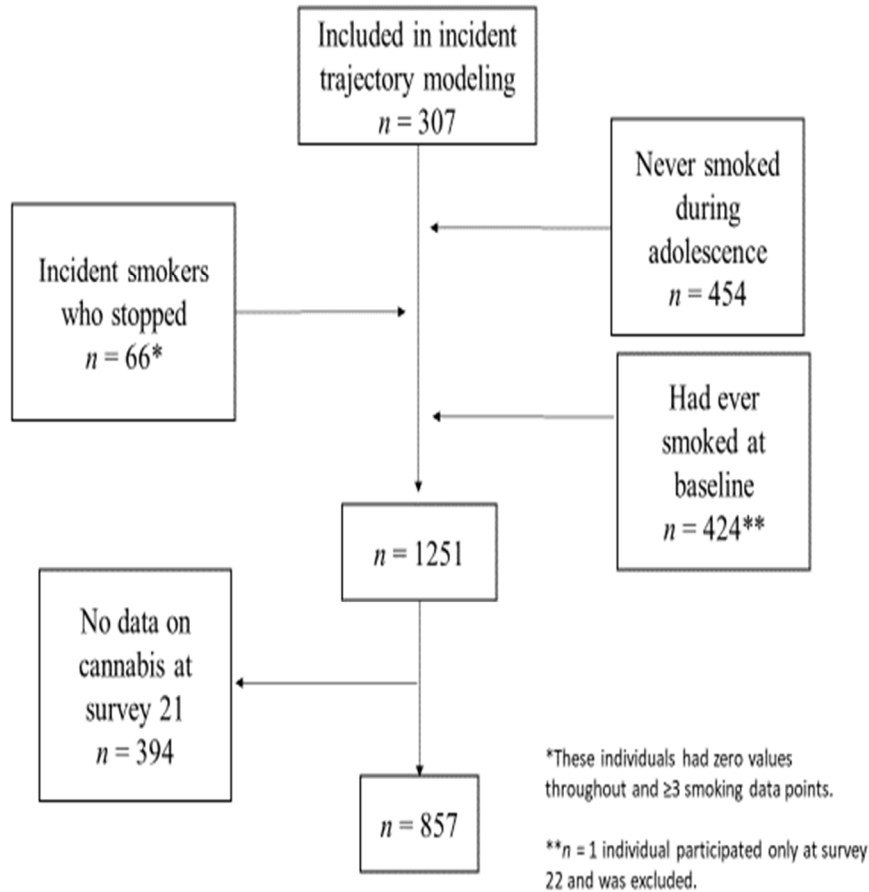 Included in incident
trajectory modeling
n = 307
Never smoked
during
adolescence
n = 454
Incident smokers
who stopped
n = 66*
Had ever
smoked at
baseline
n = 424**
n = 1251
No data on
cannabis at
survey 21
n = 394
n = 857
*These individuals had zero values
throughout and ≥3 smoking data points.
**n = 1 individual participated only at survey
22 and was excluded.